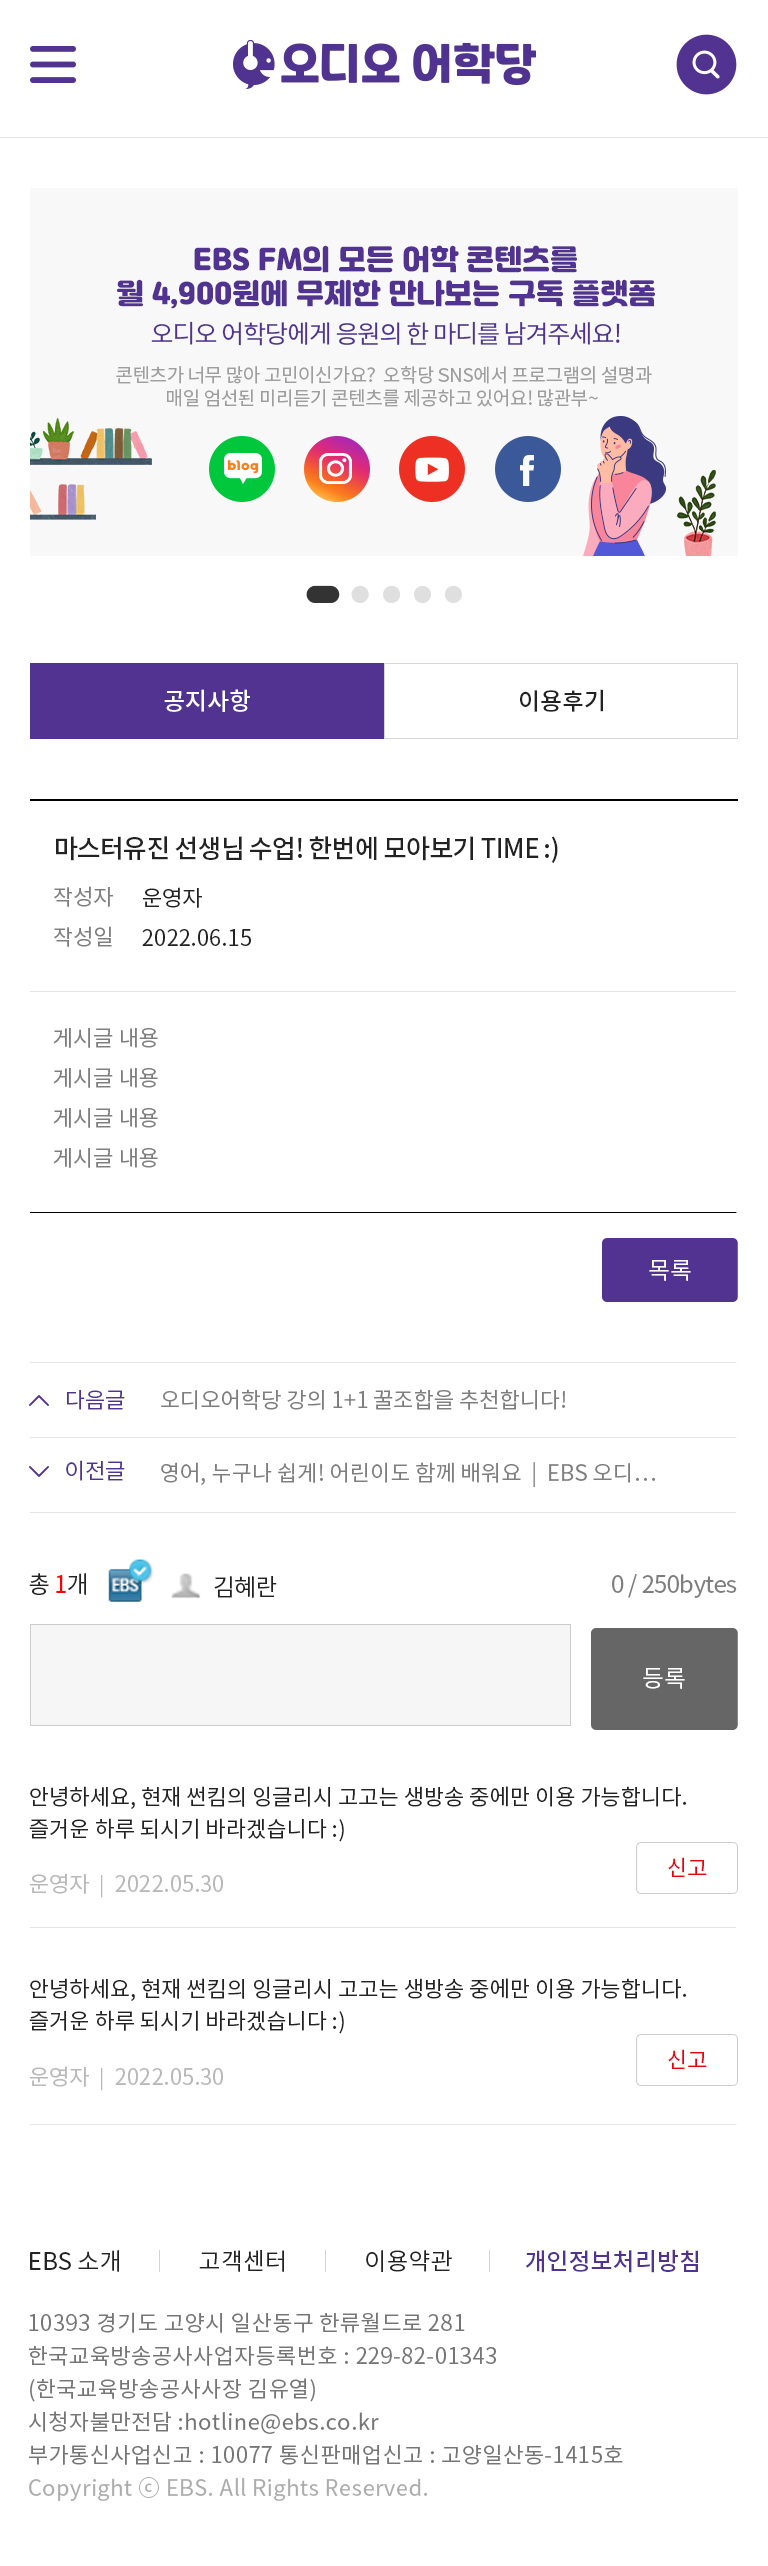 오디오 어학당
EBS FM의 모든 어학 콘텐츠를
월 4,900원에 무제한 만나보는 구독 플랫폼
오디오 어학당에게 응원의 한 마디를 남겨주세요!
콘텐츠가 너무 많아 고민이신가요? 오학당 SNS에서 프로그램의 설명과
매일 엄선된 미리듣기 콘텐츠를 제공하고 있어요! 많관부~
blog
공지사항 이용후기
마스터유진 선생님 수업! 한번에 모아보기 TIME :)
작성자 운영자
작성일 2022.06.15
게시글 내용
게시글 내용
게시글 내용
게시글 내용
목록
다음글 오디오어학당 강의 1+1 꿀조합을 추천합니다!
이전글 영어, 누구나 쉽게! 어린이도 함께 배워요 | EBS 오디...
총 1개 EBS 김혜란 0 / 250bytes
등록
안녕하세요, 현재 썬킴의 잉글리시 고고는 생방송 중에만 이용 가능합니다.
즐거운 하루 되시기 바라겠습니다 :)
신고
운영자 | 2022.05.30
안녕하세요, 현재 썬킴의 잉글리시 고고는 생방송 중에만 이용 가능합니다.
즐거운 하루 되시기 바라겠습니다 :)
신고
운영자 | 2022.05.30
EBS 소개 고객센터 이용약관 개인정보처리방침
10393 경기도 고양시 일산동구 한류월드로 281
한국교육방송공사사업자등록번호 : 229-82-01343
(한국교육방송공사사장 김유열)
시청자불만전담 :hotline@ebs.co.kr
부가통신사업신고 : 10077 통신판매업신고 : 고양일산동-1415호
Copyright ⓒ EBS. All Rights Reserved.